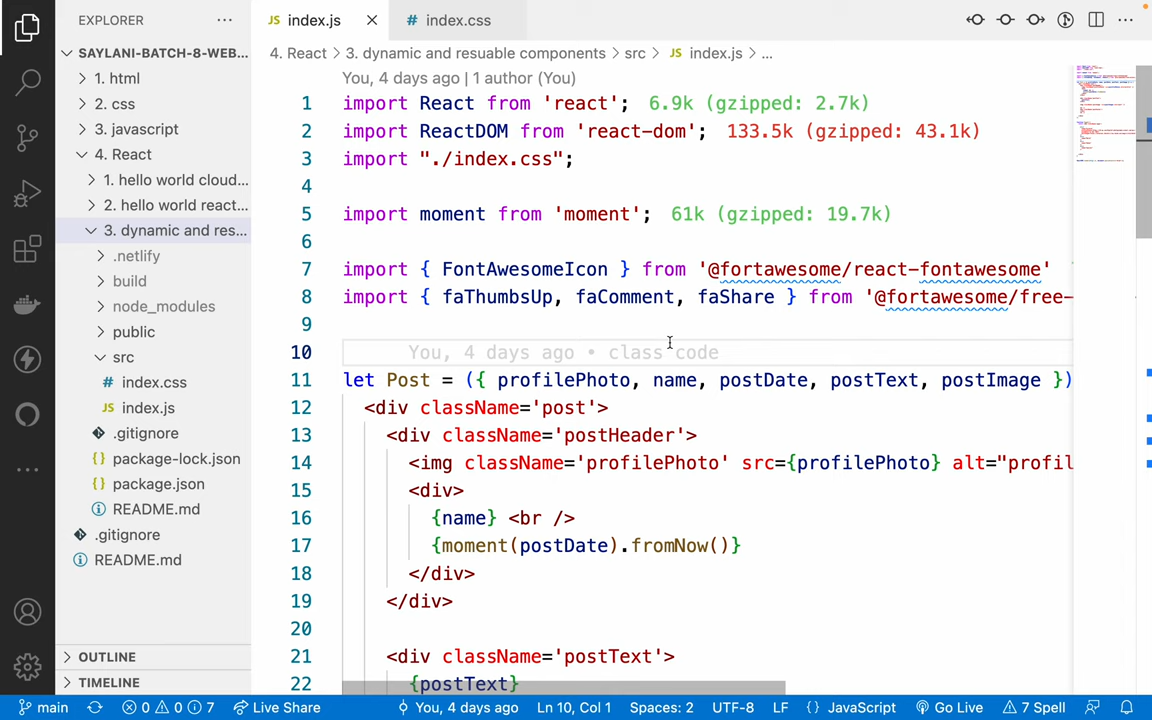 EXPLORER
SAYLANI-BATCH-8-WEB...
1. html
2. css
3. javascript
4. React
1. hello world cloud...
2. hello world react...
3. dynamic and res...
.netlify
build
node_modules
public
src
index.css
JS index.js
.gitignore
{} package-lock.json
{} package.json
README.md
.gitignore
README.md
OUTLINE
TIMELINE
JS index.js
# index.css
4. React > 3. dynamic and resuable components > src > JS index.js > ...
You, 4 days ago | 1 author (You)
1 import React from 'react'; 6.9k (gzipped: 2.7k)
2 import ReactDOM from 'react-dom'; 133.5k (gzipped: 43.1k)
3 import "./index.css";
4
5 import moment from 'moment'; 61k (gzipped: 19.7k)
6
7 import { FontAwesomeIcon } from '@fortawesome/react-fontawesome'
8 import { faThumbsUp, faComment, faShare } from '@fortawesome/free-
9
10 You, 4 days ago • class code
11 let Post = ({ profilePhoto, name, postDate, postText, postImage })
12 <div className='post'>
13 <div className='postHeader'>
14 <img className='profilePhoto' src={profilePhoto} alt="profil
15 <div>
16 {name} <br />
17 {moment(postDate).fromNow()}
18 </div>
19 </div>
20
21 <div className='postText'>
22 {postText}
main 0 0 7 Live Share You, 4 days ago Ln 10, Col 1 Spaces: 2 UTF-8 LF {} JavaScript Go Live 7 Spell